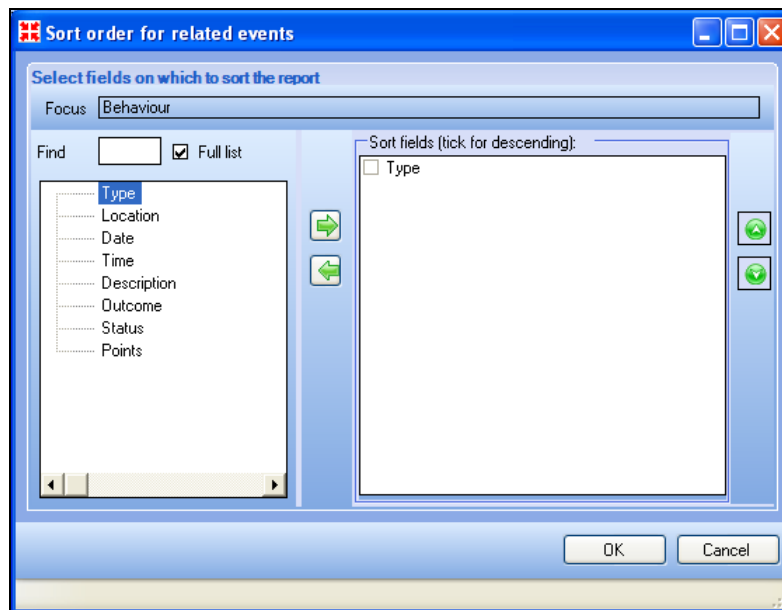 Sort order for related events
Select fields on which to sort the report
Focus Behaviour
Find Full list
Type
Location
Date
Time
Description
Outcome
Status
Points
Sort fields (tick for descending):
Type
OK Cancel